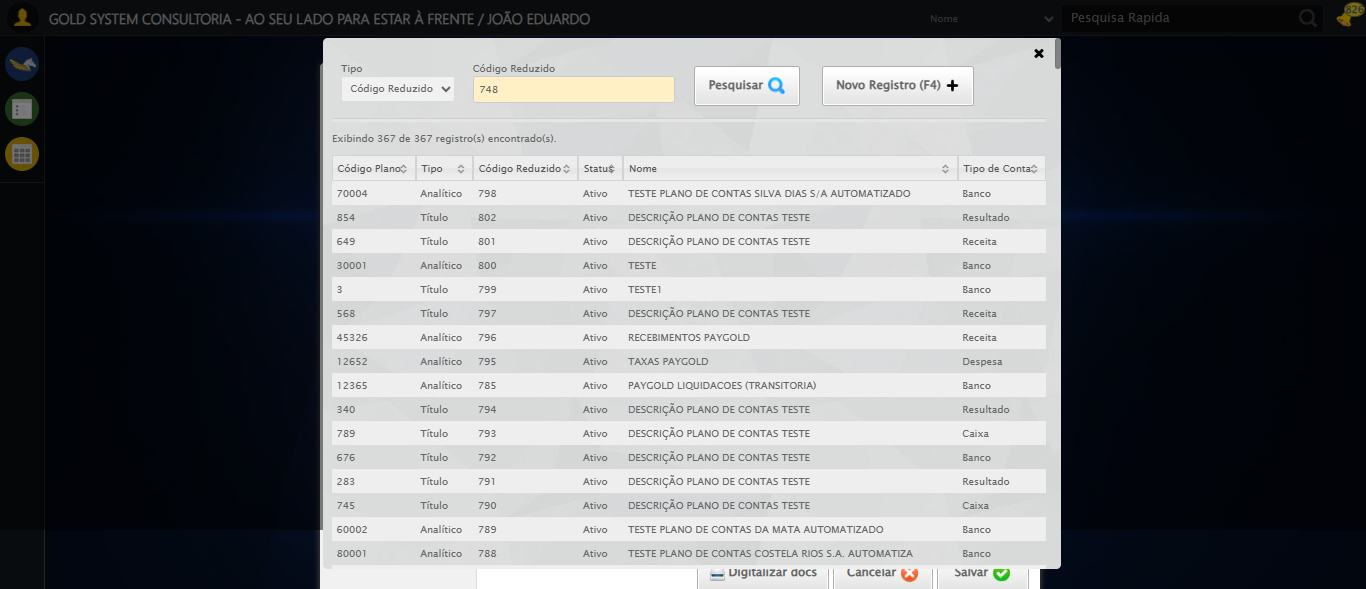 GOLD SYSTEM CONSULTORIA - AO SEU LADO PARA ESTAR À FRENTE / JOÃO EDUARDO
Nome
Pesquisa Rapida
826
Tipo
Código Reduzido
Código Reduzido
748
Pesquisar
Novo Registro (F4)
Exibindo 367 de 367 registro(s) encontrado(s).
Código Plano Tipo Código Reduzido Status Nome Tipo de Conta
70004 Analítico 798 Ativo TESTE PLANO DE CONTAS SILVA DIAS S/A AUTOMATIZADO Banco
854 Título 802 Ativo DESCRIÇÃO PLANO DE CONTAS TESTE Resultado
649 Título 801 Ativo DESCRIÇÃO PLANO DE CONTAS TESTE Receita
30001 Analítico 800 Ativo TESTE Banco
3 Título 799 Ativo TESTE1 Banco
568 Título 797 Ativo DESCRIÇÃO PLANO DE CONTAS TESTE Receita
45326 Analítico 796 Ativo RECEBIMENTOS PAYGOLD Receita
12652 Analítico 795 Ativo TAXAS PAYGOLD Despesa
12365 Analítico 785 Ativo PAYGOLD LIQUIDACOES (TRANSITORIA) Banco
340 Título 794 Ativo DESCRIÇÃO PLANO DE CONTAS TESTE Resultado
789 Título 793 Ativo DESCRIÇÃO PLANO DE CONTAS TESTE Caixa
676 Título 792 Ativo DESCRIÇÃO PLANO DE CONTAS TESTE Banco
283 Título 791 Ativo DESCRIÇÃO PLANO DE CONTAS TESTE Resultado
745 Título 790 Ativo DESCRIÇÃO PLANO DE CONTAS TESTE Caixa
60002 Analítico 789 Ativo TESTE PLANO DE CONTAS DA MATA AUTOMATIZADO Banco
80001 Analítico 788 Ativo TESTE PLANO DE CONTAS COSTELA RIOS S.A. AUTOMATIZA Banco
Digitalizar docs
Cancelar
Salvar